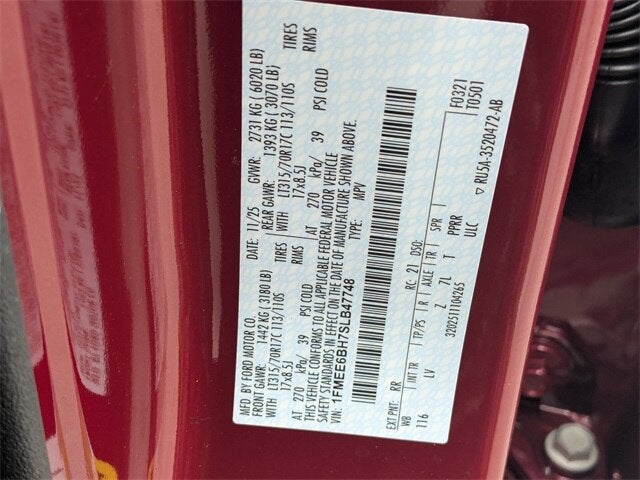 MFD. BY FORD MOTOR CO.
DATE: 11/25 GVWR: 2731 KG ( 6020 LB)
FRONT GAWR: 1442 KG ( 3180 LB) REAR GAWR: 1393 KG ( 3070 LB)
WITH LT315/70R17C 113/110S TIRES WITH LT315/70R17C 113/110S TIRES
17x8.5J RIMS 17x8.5J RIMS
AT 270 kPa/ 39 PSI COLD AT 270 kPa/ 39 PSI COLD
THIS VEHICLE CONFORMS TO ALL APPLICABLE FEDERAL MOTOR VEHICLE
SAFETY STANDARDS IN EFFECT ON THE DATE OF MANUFACTURE SHOWN ABOVE.
VIN: 1FMEE6BH7SLB47748 TYPE: MPV
F0321
T0501
EXT PNT: RR RC: 21 DSO:
WB INT TR TP/PS R AXLE TR SPR
116 LV Z 7L T PPRR
3202511104265 ULC
▽ RU5A-3520472-AB